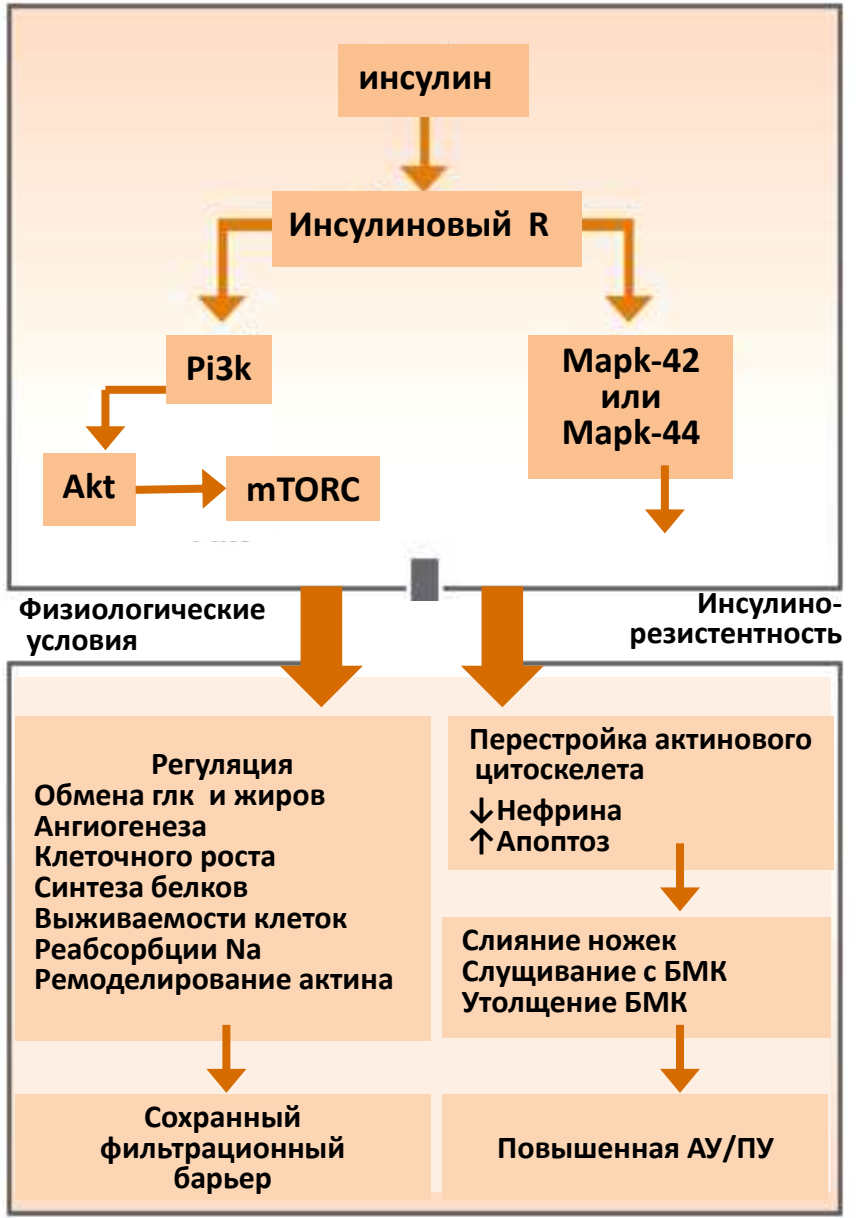 инсулин
Инсулиновый R
Pi3k
Mapk-42
или
Mapk-44
Akt
mTORC
Физиологические
условия
Инсулино-
резистентность
Регуляция
Обмена глк и жиров
Ангиогенеза
Клеточного роста
Синтеза белков
Выживаемости клеток
Реабсорбции Na
Ремоделирование актина
Перестройка актинового
цитоскелета
↓Нефрина
↑Апоптоз
Слияние ножек
Слущивание с БМК
Утолщение БМК
Сохранный
фильтрационный
барьер
Повышенная АУ/ПУ